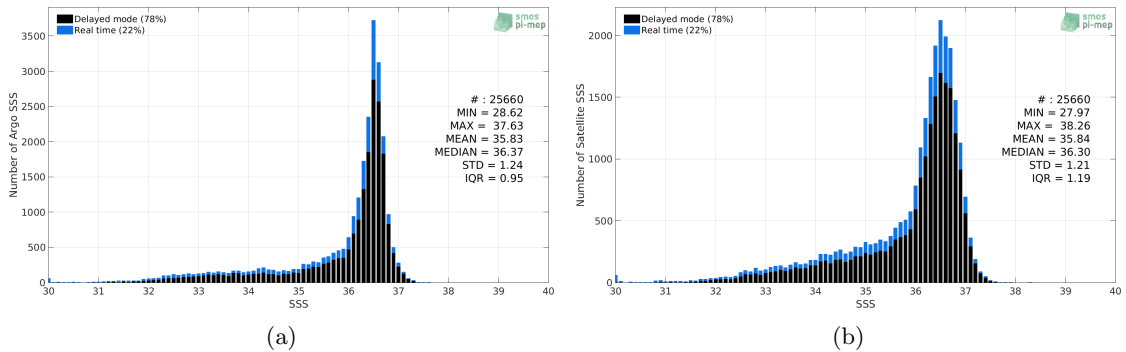 Delayed mode (78%)
Real time (22%)
smos
pi-mep
3500
3000
2500
2000
1500
1000
500
0
Number of Argo SSS
# : 25660
MIN = 28.62
MAX = 37.63
MEAN = 35.83
MEDIAN = 36.37
STD = 1.24
IQR = 0.95
30 31 32 33 34 35 36 37 38 39 40
SSS
(a)
Delayed mode (78%)
Real time (22%)
smos
pi-mep
2000
1500
1000
500
0
Number of Satellite SSS
# : 25660
MIN = 27.97
MAX = 38.26
MEAN = 35.84
MEDIAN = 36.30
STD = 1.21
IQR = 1.19
30 31 32 33 34 35 36 37 38 39 40
SSS
(b)